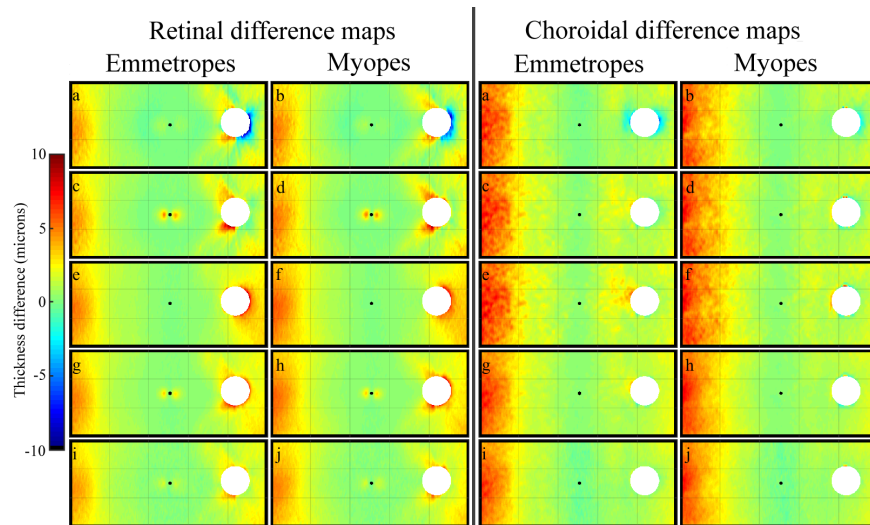 Retinal difference maps
Choroidal difference maps
Emmetropes
Myopes
Emmetropes
Myopes
a
b
a
b
10
c
d
c
d
5
Thickness difference (microns)
e
f
e
f
0
-5
g
h
g
h
-10
i
j
i
j